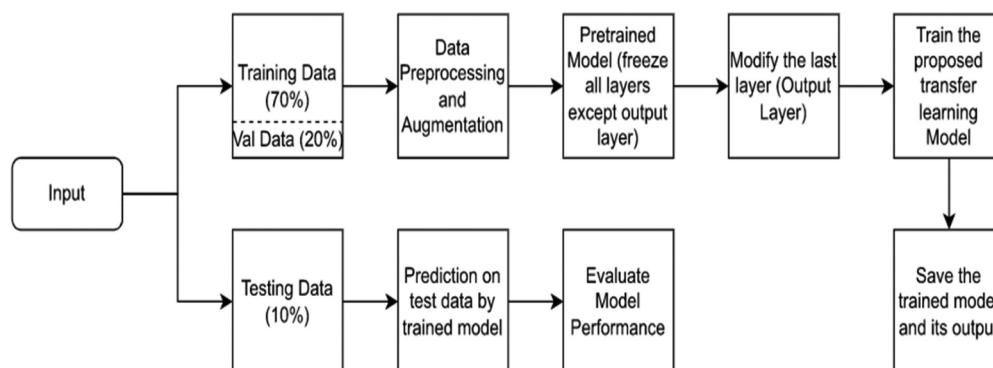 Training Data
(70%)
Val Data (20%)
Data
Preprocessing
and
Augmentation
Pretrained
Model (freeze
all layers
except output
layer)
Modify the last
layer (Output
Layer)
Train the
proposed
transfer
learning
Model
Input
Testing Data
(10%)
Prediction on
test data by
trained model
Evaluate
Model
Performance
Save the
trained mode
and its output